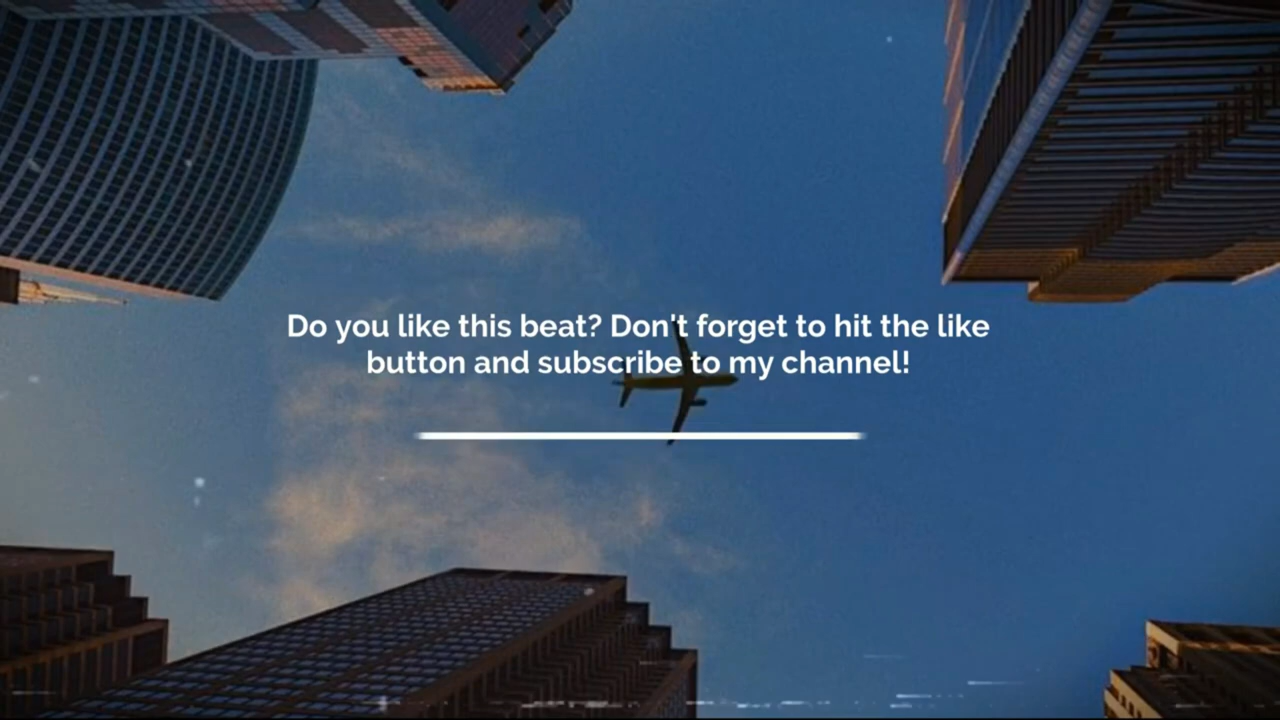 Do you like this beat? Don't forget to hit the like
button and subscribe to my channel!